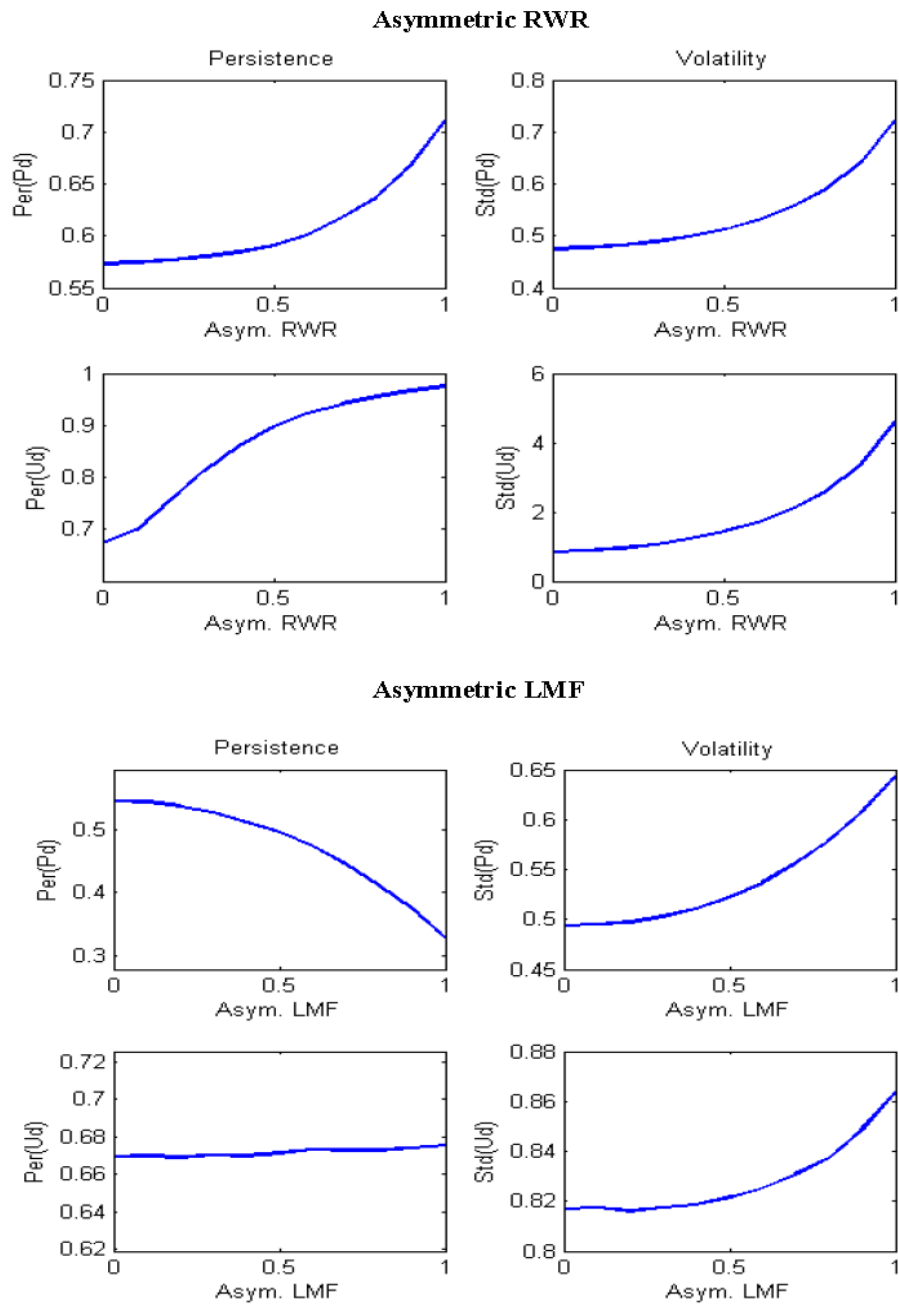 Asymmetric RWR
Persistence
Volatility
0.75
0.7
0.65
0.6
0.55
Per(Pd)
0
0.5
1
Asym. RWR
0.8
0.7
0.6
0.5
0.4
Std(Pd)
0
0.5
1
Asym. RWR
1
0.9
0.8
0.7
Per(Ud)
0
0.5
1
Asym. RWR
6
4
2
0
Std(Ud)
0
0.5
1
Asym. RWR
Asymmetric LMF
Persistence
Volatility
0.5
0.4
0.3
Per(Pd)
0
0.5
1
Asym. LMF
0.65
0.6
0.55
0.5
0.45
Std(Pd)
0
0.5
1
Asym. LMF
0.72
0.7
0.68
0.66
0.64
0.62
Per(Ud)
0
0.5
1
Asym. LMF
0.88
0.86
0.84
0.82
0.8
Std(Ud)
0
0.5
1
Asym. LMF